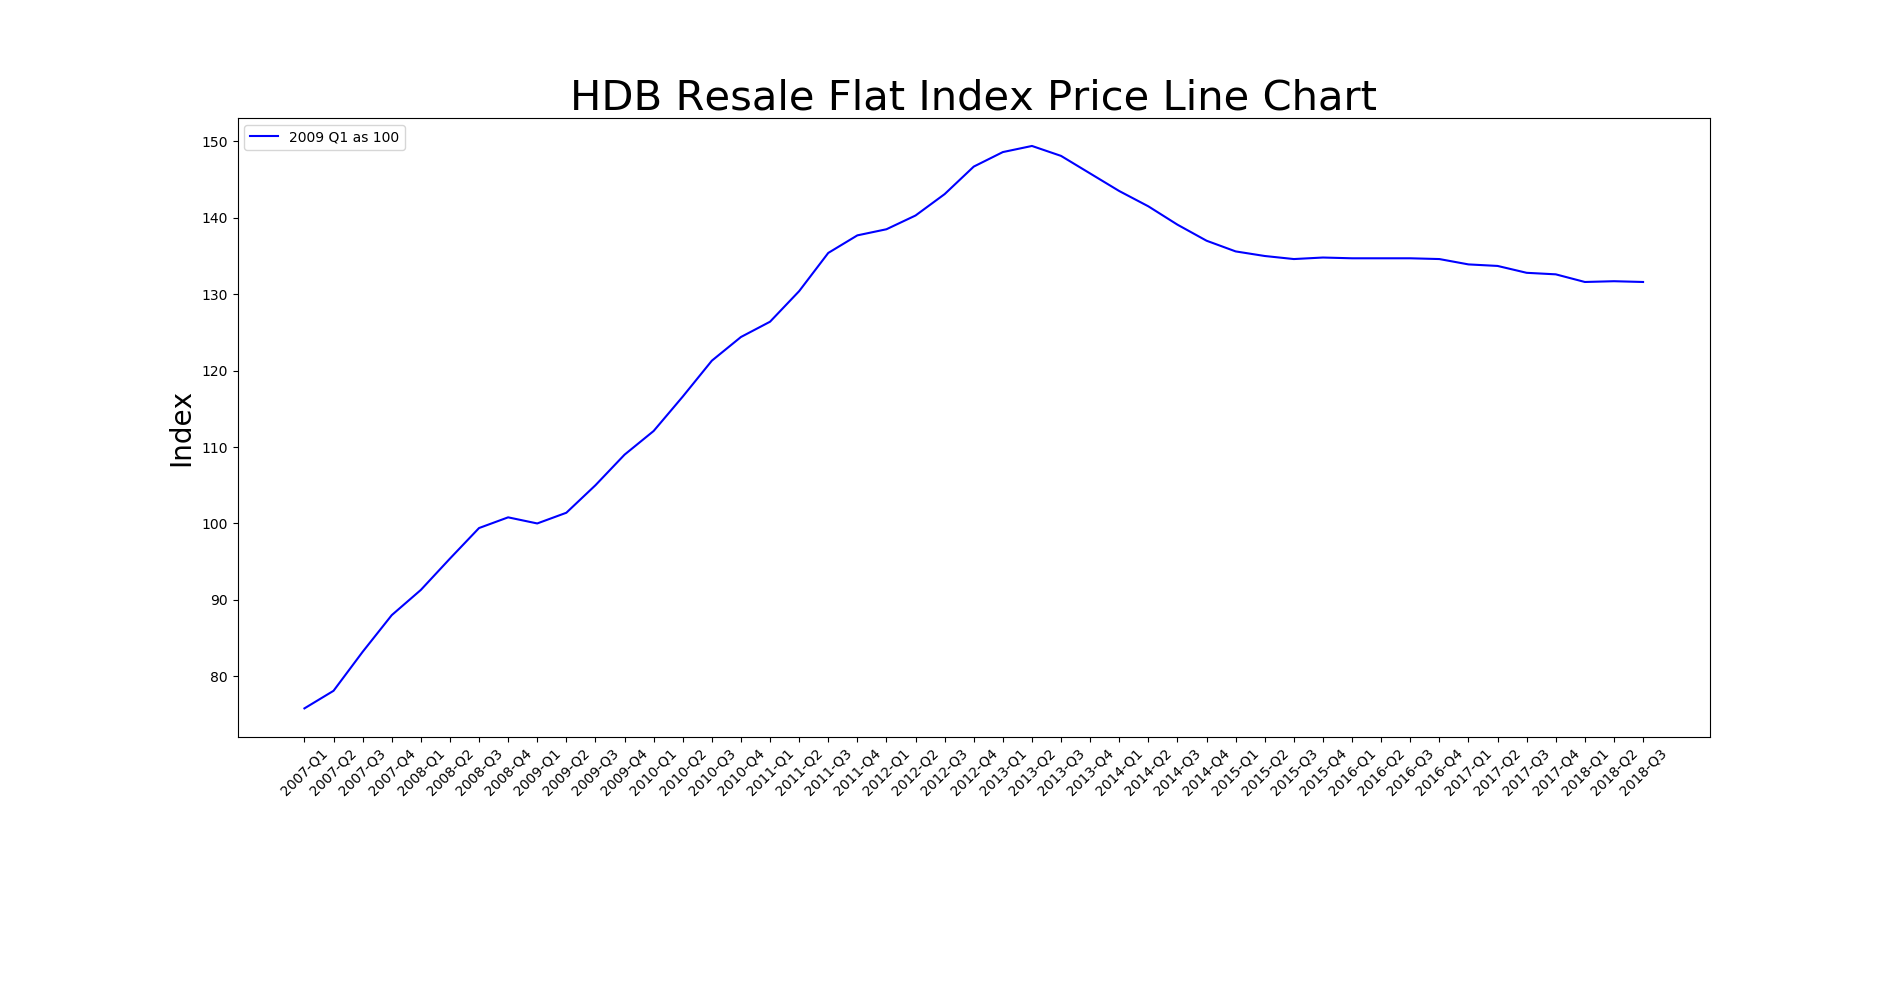 HDB Resale Flat Index Price Line Chart
2009 Q1 as 100
150
140
130
120
110
100
90
80
Index
2007-Q1
2007-Q2
2007-Q3
2007-Q4
2008-Q1
2008-Q2
2008-Q3
2008-Q4
2009-Q1
2009-Q2
2009-Q3
2009-Q4
2010-Q1
2010-Q2
2010-Q3
2010-Q4
2011-Q1
2011-Q2
2011-Q3
2011-Q4
2012-Q1
2012-Q2
2012-Q3
2012-Q4
2013-Q1
2013-Q2
2013-Q3
2013-Q4
2014-Q1
2014-Q2
2014-Q3
2014-Q4
2015-Q1
2015-Q2
2015-Q3
2015-Q4
2016-Q1
2016-Q2
2016-Q3
2016-Q4
2017-Q1
2017-Q2
2017-Q3
2017-Q4
2018-Q1
2018-Q2
2018-Q3